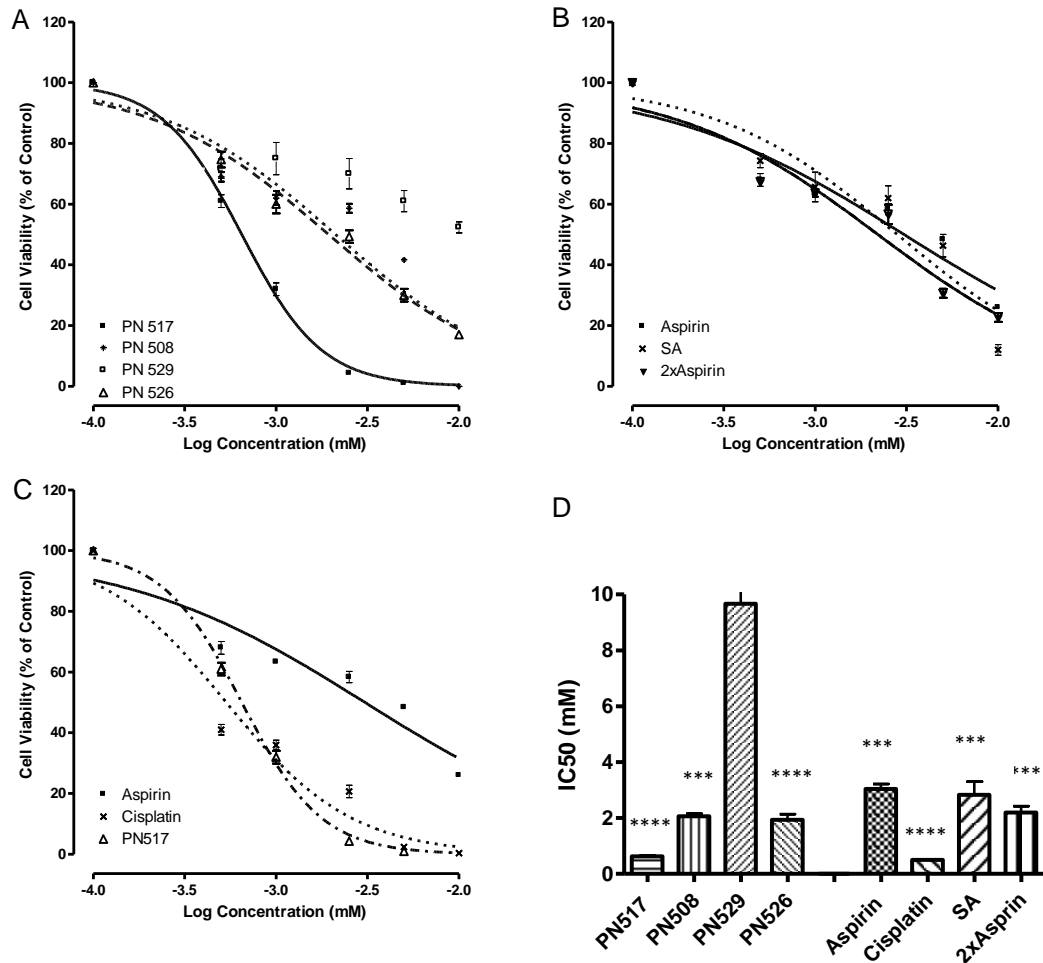 A
Cell Viability (% of Control)
120
100
80
60
40
20
0
PN 517
PN 508
PN 529
PN 526
-4.0 -3.5 -3.0 -2.5 -2.0
Log Concentration (mM)
B
Cell Viability (% of Control)
120
100
80
60
40
20
0
Aspirin
SA
2xAspirin
-4.0 -3.5 -3.0 -2.5 -2.0
Log Concentration (mM)
C
Cell Viability (% of Control)
120
100
80
60
40
20
0
Aspirin
Cisplatin
PN517
-4.0 -3.5 -3.0 -2.5 -2.0
Log Concentration (mM)
D
IC50 (mM)
10
8
6
4
2
0
**** *** **** *** **** *** ***
PN517 PN508 PN529 PN526 Aspirin Cisplatin SA 2xAsprin